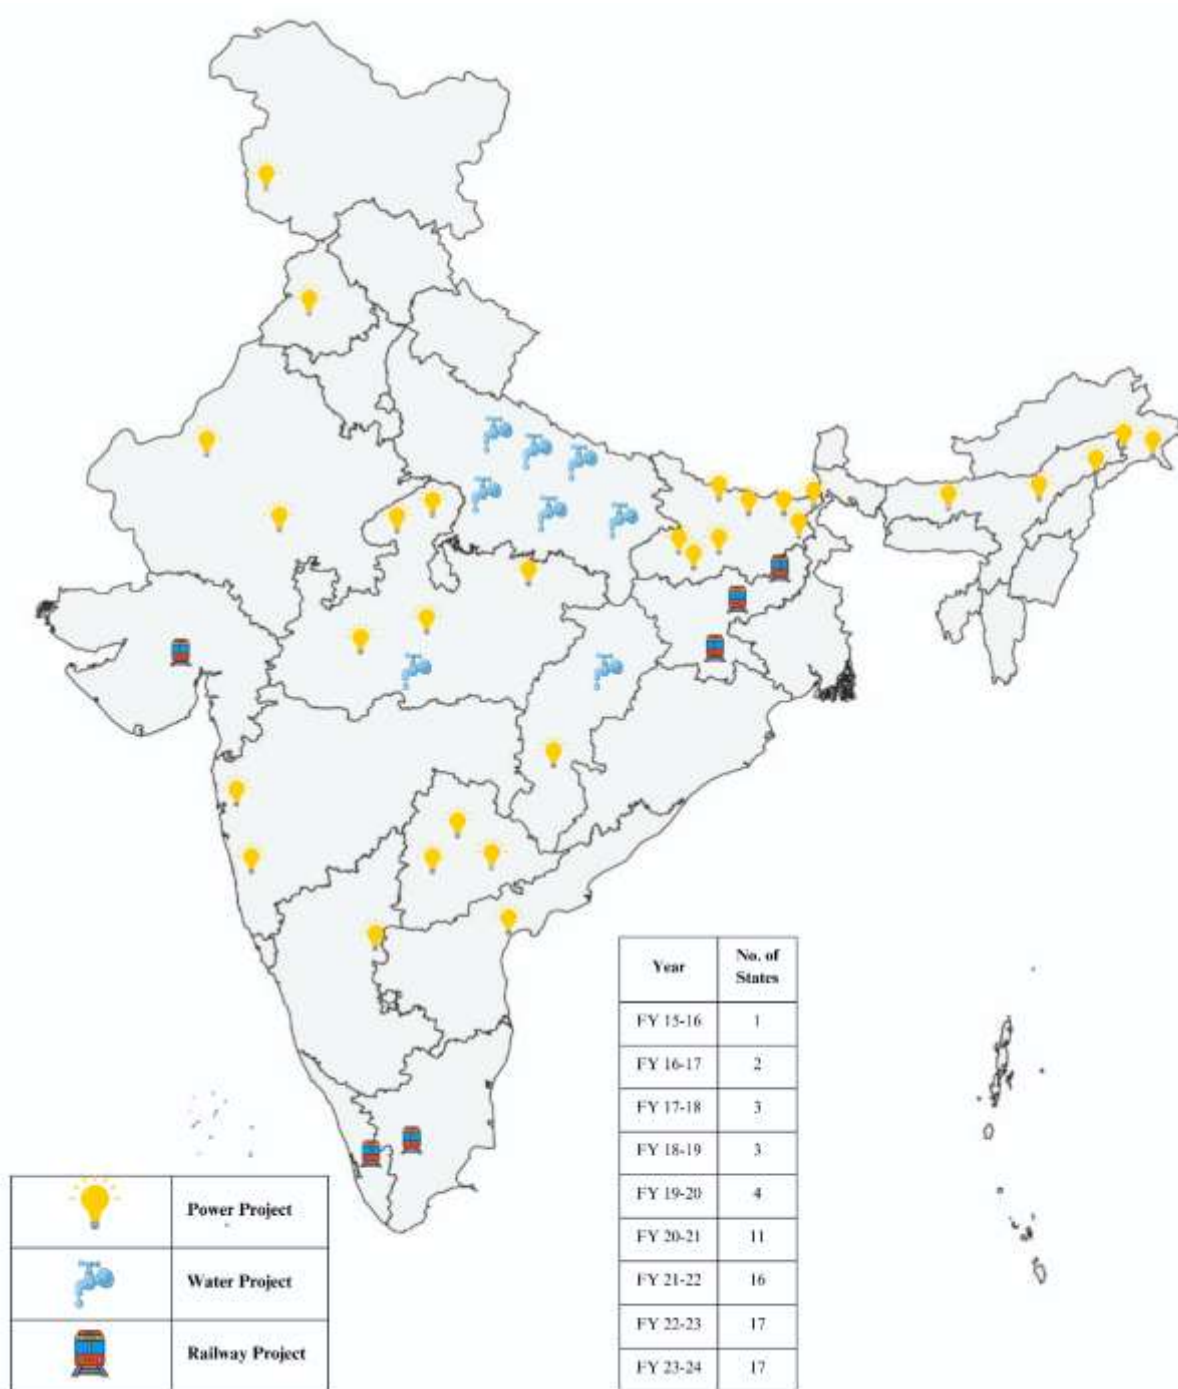 Year No. of States
FY 15-16 1
FY 16-17 2
FY 17-18 3
FY 18-19 3
FY 19-20 4
FY 20-21 11
FY 21-22 16
FY 22-23 17
FY 23-24 17
Power Project
Water Project
Railway Project